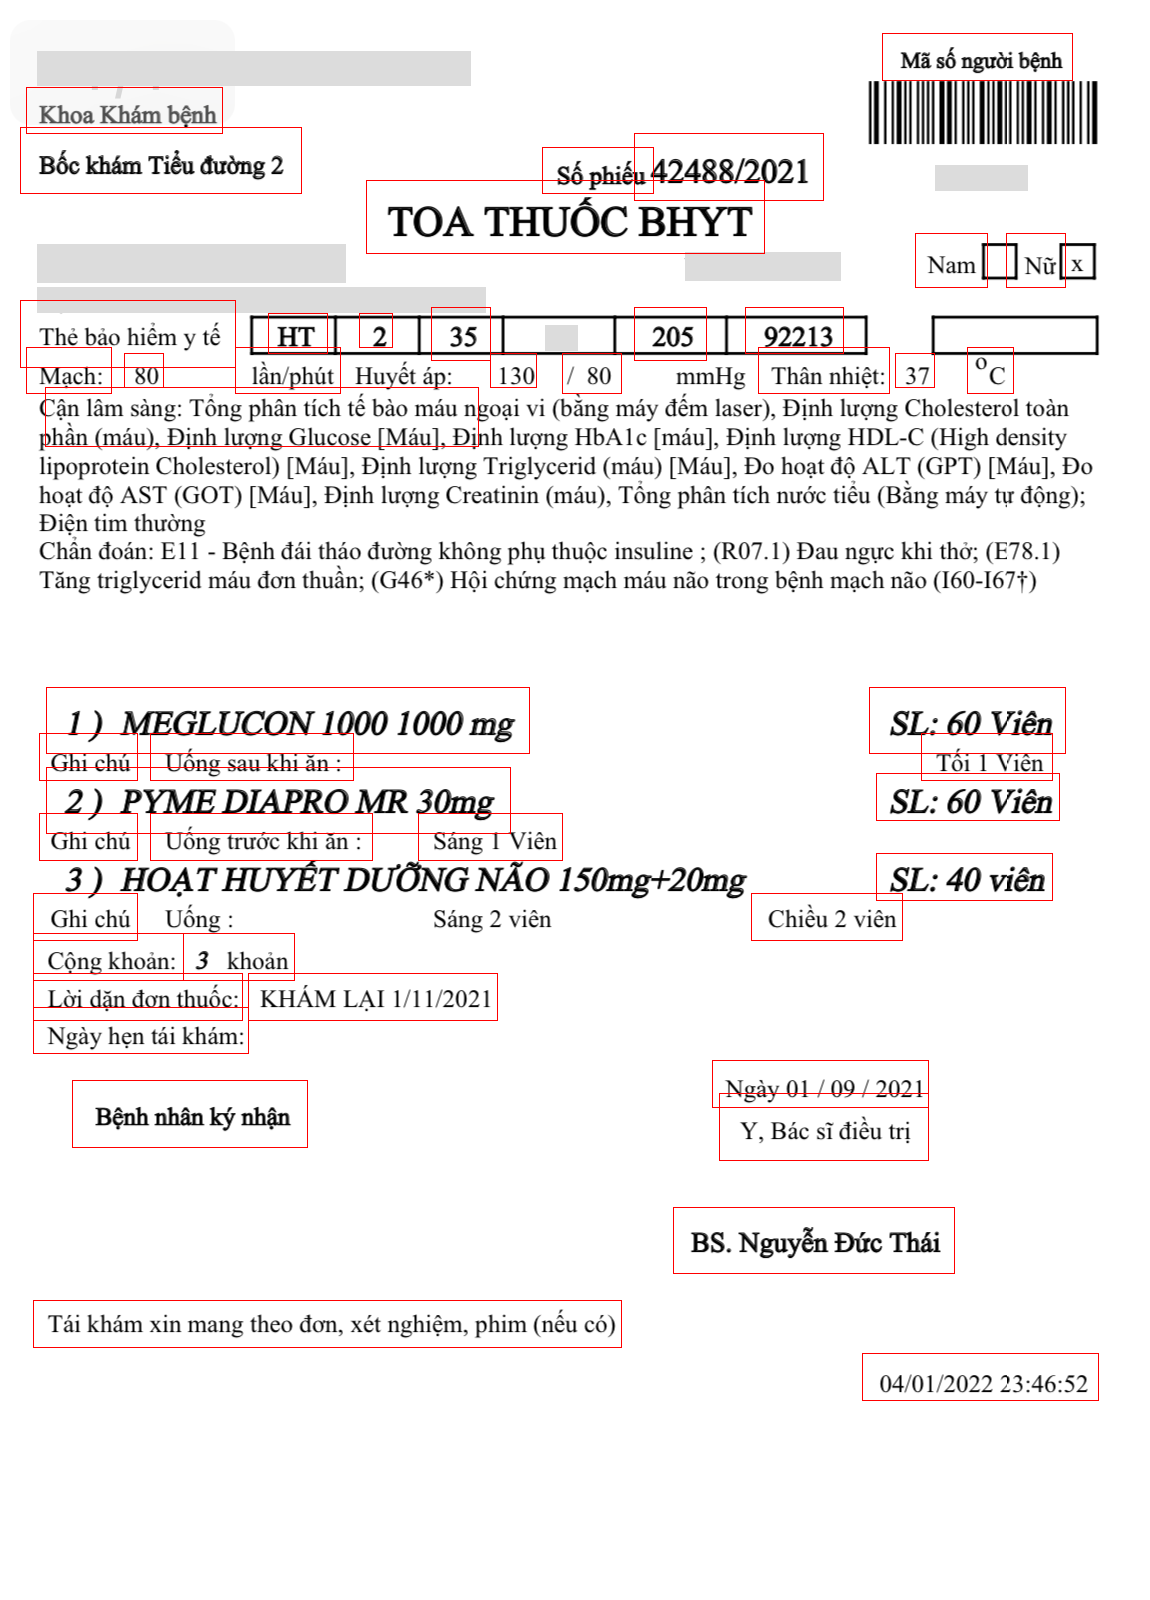 Mã số người bệnh
Khoa Khám bệnh
Bốc khám Tiểu đường 2
Số phiếu 42488/2021
TOA THUỐC BHYT
Nam Nữ x
Thẻ bảo hiểm y tế HT 2 35 205 92213
Mạch: 80 lần/phút Huyết áp: 130 / 80 mmHg Thân nhiệt: 37 °C
Cận lâm sàng: Tổng phân tích tế bào máu ngoại vi (bằng máy đếm laser), Định lượng Cholesterol toàn
phần (máu), Định lượng Glucose [Máu], Định lượng HbA1c [máu], Định lượng HDL-C (High density
lipoprotein Cholesterol) [Máu], Định lượng Triglycerid (máu) [Máu], Đo hoạt độ ALT (GPT) [Máu], Đo
hoạt độ AST (GOT) [Máu], Định lượng Creatinin (máu), Tổng phân tích nước tiểu (Bằng máy tự động);
Điện tim thường
Chẩn đoán: E11 - Bệnh đái tháo đường không phụ thuộc insuline ; (R07.1) Đau ngực khi thở; (E78.1)
Tăng triglycerid máu đơn thuần; (G46*) Hội chứng mạch máu não trong bệnh mạch não (I60-I67†)
1 ) MEGLUCON 1000 1000 mg SL: 60 Viên
Ghi chú Uống sau khi ăn : Tối 1 Viên
2 ) PYME DIAPRO MR 30mg SL: 60 Viên
Ghi chú Uống trước khi ăn : Sáng 1 Viên
3 ) HOẠT HUYẾT DƯỠNG NÃO 150mg+20mg SL: 40 viên
Ghi chú Uống : Sáng 2 viên Chiều 2 viên
Cộng khoản: 3 khoản
Lời dặn đơn thuốc: KHÁM LẠI 1/11/2021
Ngày hẹn tái khám:
Ngày 01 / 09 / 2021
Bệnh nhân ký nhận
Y, Bác sĩ điều trị
BS. Nguyễn Đức Thái
Tái khám xin mang theo đơn, xét nghiệm, phim (nếu có)
04/01/2022 23:46:52